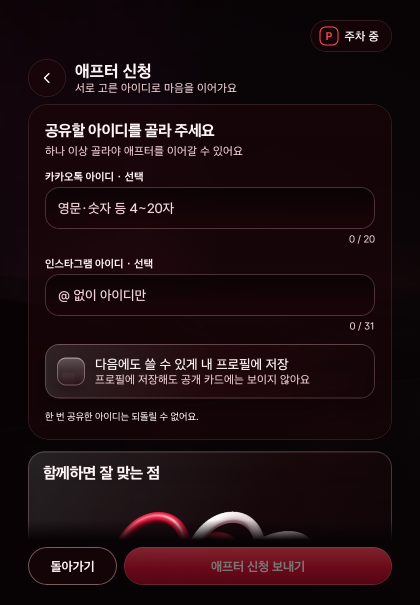 P 주차 중
애프터 신청
서로 고른 아이디로 마음을 이어가요
공유할 아이디를 골라 주세요
하나 이상 골라야 애프터를 이어갈 수 있어요
카카오톡 아이디 · 선택
영문·숫자 등 4~20자
0 / 20
인스타그램 아이디 · 선택
@ 없이 아이디만
0 / 31
다음에도 쓸 수 있게 내 프로필에 저장
프로필에 저장해도 공개 카드에는 보이지 않아요
한 번 공유한 아이디는 되돌릴 수 없어요.
함께하면 잘 맞는 점
돌아가기
애프터 신청 보내기